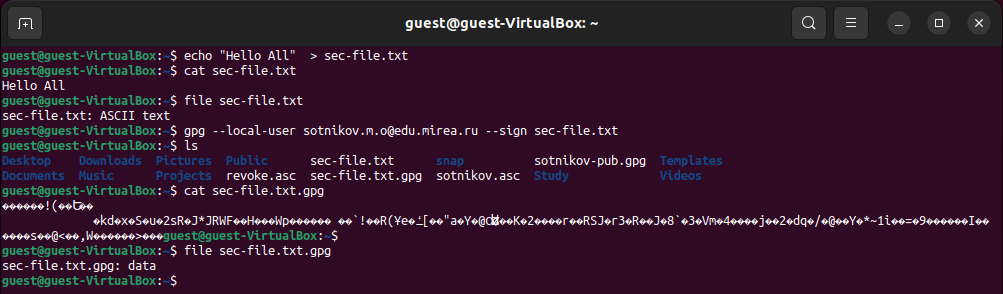 guest@guest-VirtualBox: ~
guest@guest-VirtualBox:~$ echo "Hello All"  > sec-file.txt
guest@guest-VirtualBox:~$ cat sec-file.txt
Hello All
guest@guest-VirtualBox:~$ file sec-file.txt
sec-file.txt: ASCII text
guest@guest-VirtualBox:~$ gpg --local-user sotnikov.m.o@edu.mirea.ru --sign sec-file.txt
guest@guest-VirtualBox:~$ ls
Desktop    Downloads  Pictures  Public      sec-file.txt      snap          sotnikov-pub.gpg  Templates
Documents  Music      Projects  revoke.asc  sec-file.txt.gpg  sotnikov.asc  Study             Videos
guest@guest-VirtualBox:~$ cat sec-file.txt.gpg
guest@guest-VirtualBox:~$
guest@guest-VirtualBox:~$ file sec-file.txt.gpg
sec-file.txt.gpg: data
guest@guest-VirtualBox:~$